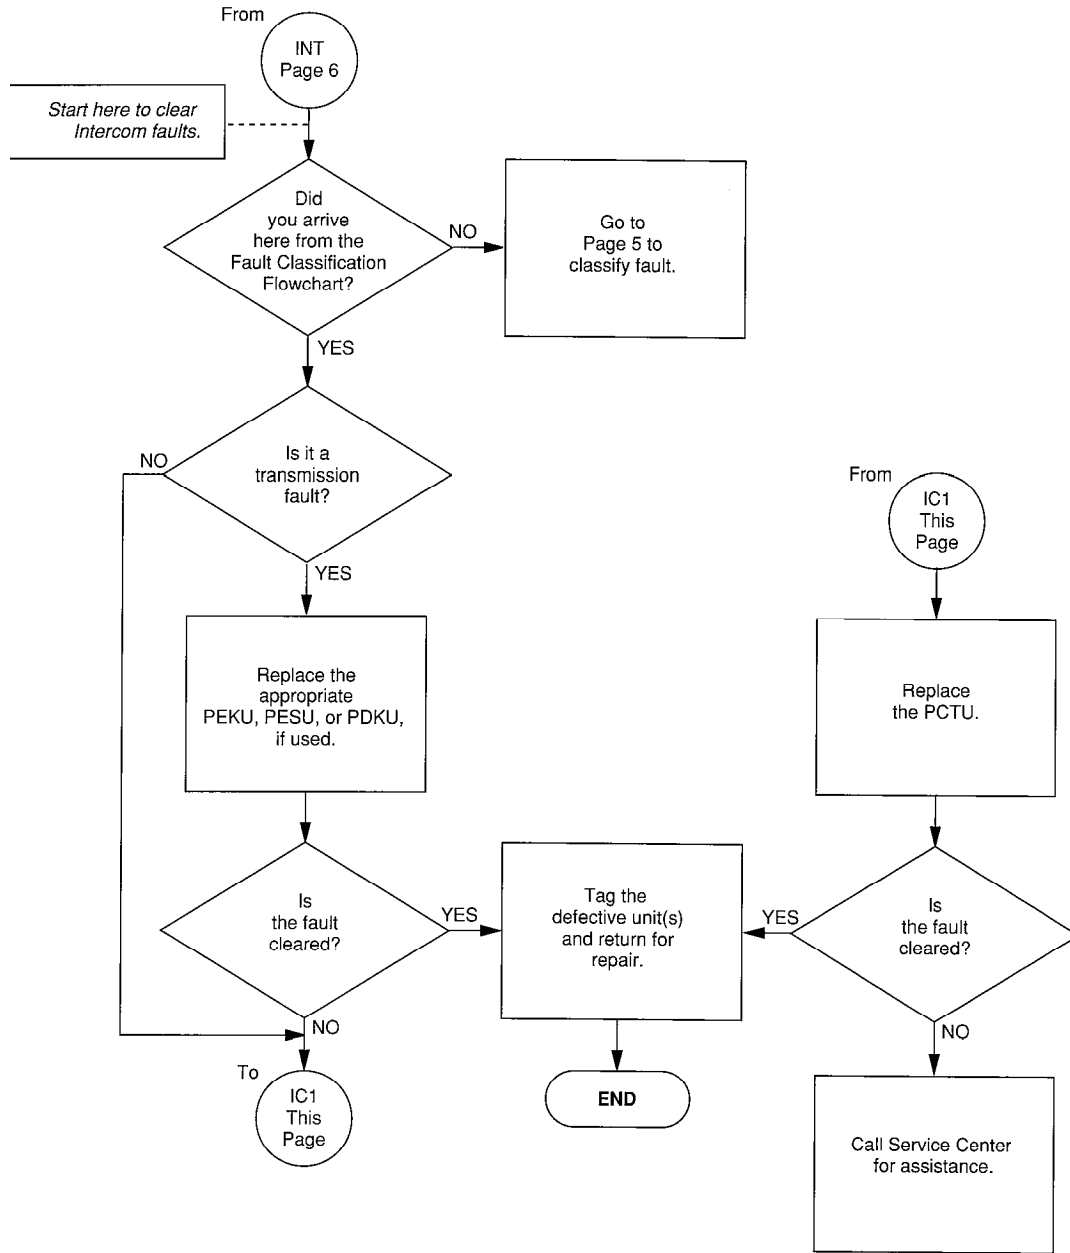 From
INT
Page 6
Start here to clear
Intercom faults.
Did
you arrive
here from the
Fault Classification
Flowchart?
NO
Go to
Page 5 to
classify fault.
YES
Is it a
transmission
fault?
NO
YES
Replace the
appropriate
PEKU, PESU, or PDKU,
if used.
Is
the fault
cleared?
YES
NO
To
IC1
This
Page
Tag the
defective unit(s)
and return for
repair.
END
From
IC1
This
Page
Replace
the PCTU.
Is
the fault
cleared?
YES
NO
Call Service Center
for assistance.